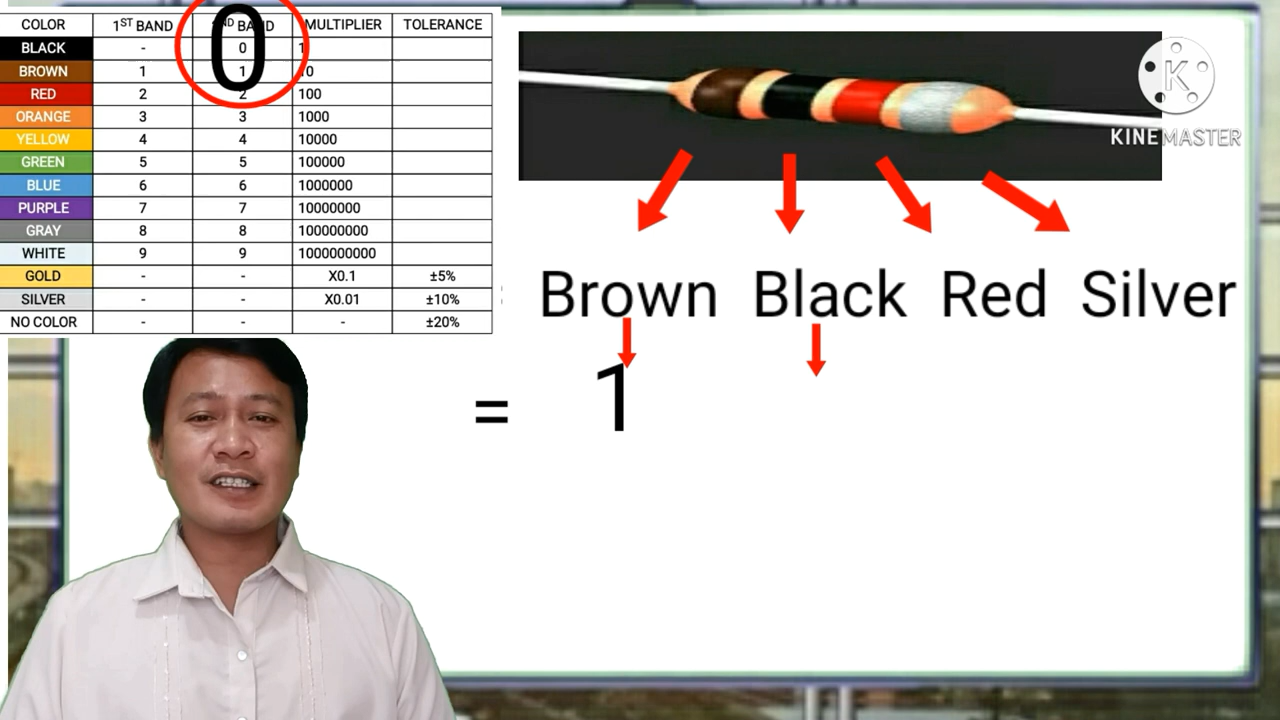 COLOR 1ST BAND 2ND BAND MULTIPLIER TOLERANCE
BLACK - 0 1
BROWN 1 1 10
RED 2 2 100
ORANGE 3 3 1000
YELLOW 4 4 10000
GREEN 5 5 100000
BLUE 6 6 1000000
PURPLE 7 7 10000000
GRAY 8 8 100000000
WHITE 9 9 1000000000
GOLD - - X0.1 ±5%
SILVER - - X0.01 ±10%
NO COLOR - - - ±20%
0
K
KINEMASTER
Brown Black Red Silver
= 1